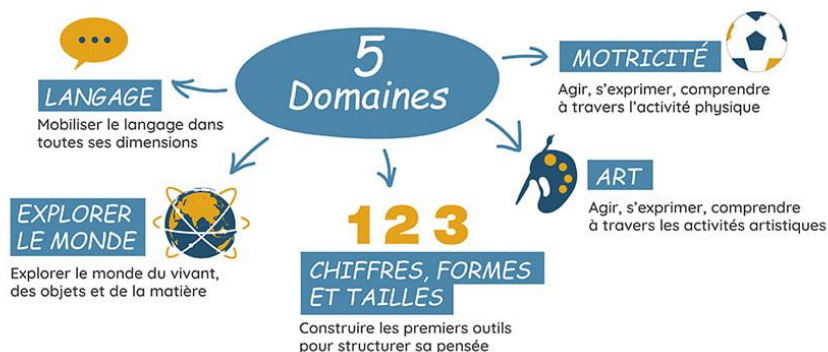 5
Domaines
LANGAGE
Mobiliser le langage dans
toutes ses dimensions
MOTRICITÉ
Agir, s'exprimer, comprendre
à travers l'activité physique
EXPLORER
LE MONDE
Explorer le monde du vivant,
des objets et de la matière
1 2 3
CHIFFRES, FORMES
ET TAILLES
Construire les premiers outils
pour structurer sa pensée
ART
Agir, s'exprimer, comprendre
à travers les activités artistiques